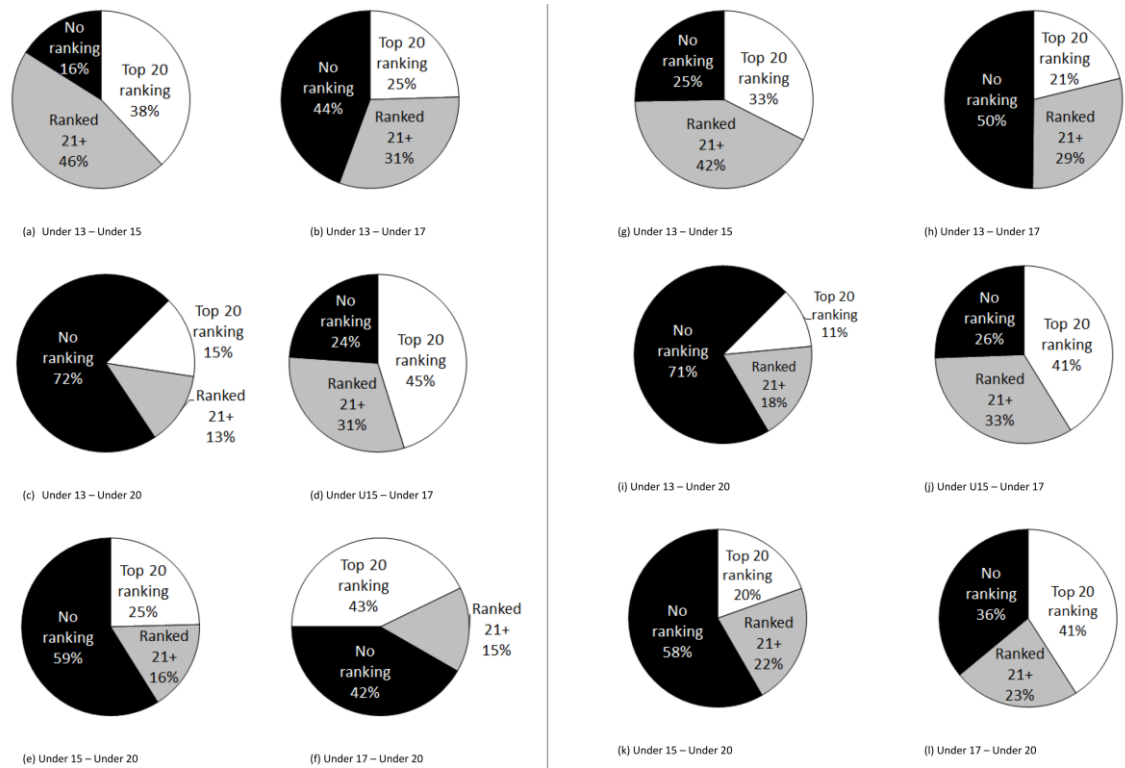 No
ranking
16%
Top 20
ranking
38%
Ranked
21+
46%
(a) Under 13 – Under 15
No
ranking
44%
Top 20
ranking
25%
Ranked
21+
31%
(b) Under 13 – Under 17
No
ranking
25%
Top 20
ranking
33%
Ranked
21+
42%
(g) Under 13 – Under 15
No
ranking
50%
Top 20
ranking
21%
Ranked
21+
29%
(h) Under 13 – Under 17
No
ranking
72%
Top 20
ranking
15%
Ranked
21+
13%
(c) Under 13 – Under 20
No
ranking
24%
Top 20
ranking
45%
Ranked
21+
31%
(d) Under U15 – Under 17
No
ranking
71%
Top 20
ranking
11%
Ranked
21+
18%
(i) Under 13 – Under 20
No
ranking
26%
Top 20
ranking
41%
Ranked
21+
33%
(j) Under U15 – Under 17
No
ranking
59%
Top 20
ranking
25%
Ranked
21+
16%
(e) Under 15 – Under 20
Top 20
ranking
43%
Ranked
21+
15%
No
ranking
42%
(f) Under 17 – Under 20
No
ranking
58%
Top 20
ranking
20%
Ranked
21+
22%
(k) Under 15 – Under 20
No
ranking
36%
Top 20
ranking
41%
Ranked
21+
23%
(l) Under 17 – Under 20